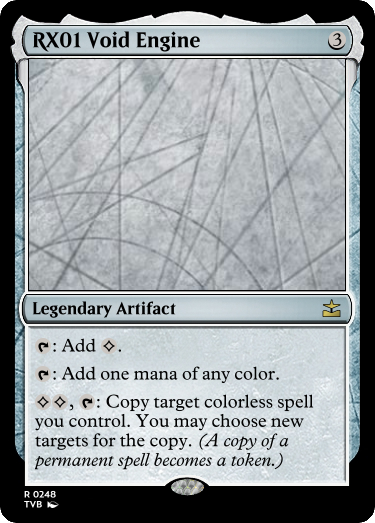 RX01 Void Engine 3
Legendary Artifact
: Add .
: Add one mana of any color.
, : Copy target colorless spell
you control. You may choose new
targets for the copy. (A copy of a
permanent spell becomes a token.)
R 0248
TVB